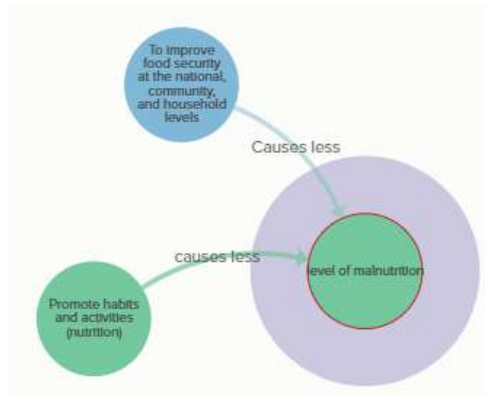 To improve
food security
at the national,
community,
and household
levels
Causes less
causes less
level of malnutrition
Promote habits
and activities
(nutrition)